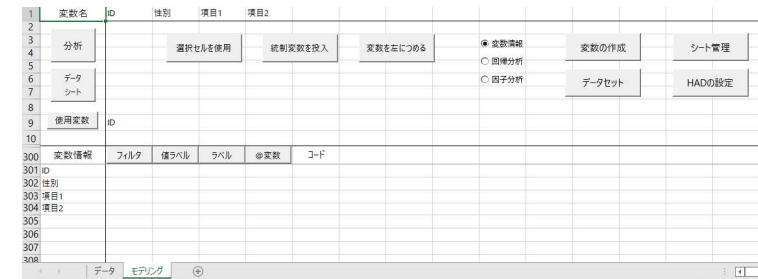 1 変数名 ID 性別 項目1 項目2
2
3
4
5
6
7
8
分析 選択セルを使用 統制変数を投入 変数を左につめる ◉ 変数情報 変数の作成 シート管理
○ 回帰分析
データ
シート ○ 因子分析 データセット HADの設定
9 使用変数 ID
10
300 変数情報 フィルタ 値ラベル ラベル @変数 コード
301 ID
302 性別
303 項目1
304 項目2
305
306
307
308
データ モデリング